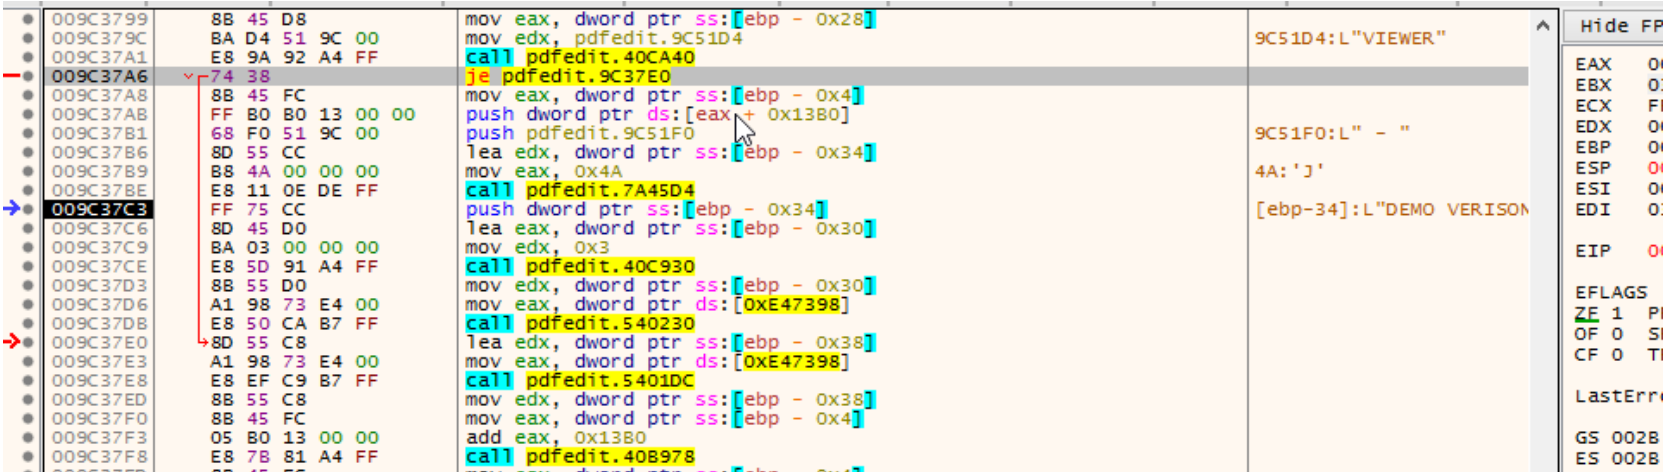 009C3799 8B 45 D8 mov eax, dword ptr ss:[ebp - 0x28] Hide FP
009C379C BA D4 51 9C 00 mov edx, pdfedit.9C51D4 9C51D4:L"VIEWER"
009C37A1 E8 9A 92 A4 FF call pdfedit.40CA40 EAX 00
009C37A6 74 38 je pdfedit.9C37E0
009C37A8 8B 45 FC mov eax, dword ptr ss:[ebp - 0x4] EBX
009C37AB FF B0 B0 13 00 00 push dword ptr ds:[eax + 0x13B0] ECX
009C37B1 68 F0 51 9C 00 push pdfedit.9C51F0 9C51F0:L" - " EDX
009C37B6 8D 55 CC lea edx, dword ptr ss:[ebp - 0x34] EBP
009C37B9 B8 4A 00 00 00 mov eax, 0x4A 4A:'J' ESP
009C37BE E8 11 0E DE FF call pdfedit.7A45D4 ESI
009C37C3 FF 75 CC push dword ptr ss:[ebp - 0x34] [ebp-34]:L"DEMO VERISON EDI
009C37C6 8D 45 D0 lea eax, dword ptr ss:[ebp - 0x30]
009C37C9 BA 03 00 00 00 mov edx, 0x3 EIP
009C37CE E8 5D 91 A4 FF call pdfedit.40C930
009C37D3 8B 55 D0 mov edx, dword ptr ss:[ebp - 0x30] EFLAGS
009C37D6 A1 98 73 E4 00 mov eax, dword ptr ds:[0xE47398] ZF 1
009C37DB E8 50 CA B7 FF call pdfedit.540230 OF 0
009C37E0 8D 55 C8 lea edx, dword ptr ss:[ebp - 0x38] CF 0
009C37E3 A1 98 73 E4 00 mov eax, dword ptr ds:[0xE47398]
009C37E8 E8 EF C9 B7 FF call pdfedit.5401DC
009C37ED 8B 55 C8 mov edx, dword ptr ss:[ebp - 0x38] LastErr
009C37F0 8B 45 FC mov eax, dword ptr ss:[ebp - 0x4]
009C37F3 05 B0 13 00 00 add eax, 0x13B0 GS 002B
009C37F8 E8 7B 81 A4 FF call pdfedit.40B978 ES 002B